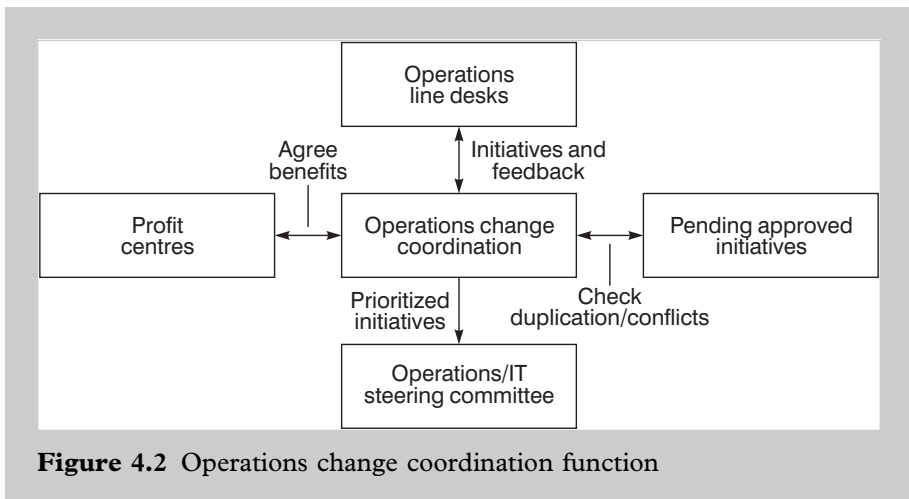 Operations
line desks
Agree
benefits
Initiatives and
feedback
Profit
centres
Operations change
coordination
Pending approved
initiatives
Prioritized
initiatives
Check
duplication/conflicts
Operations/IT
steering committee
Figure 4.2 Operations change coordination function